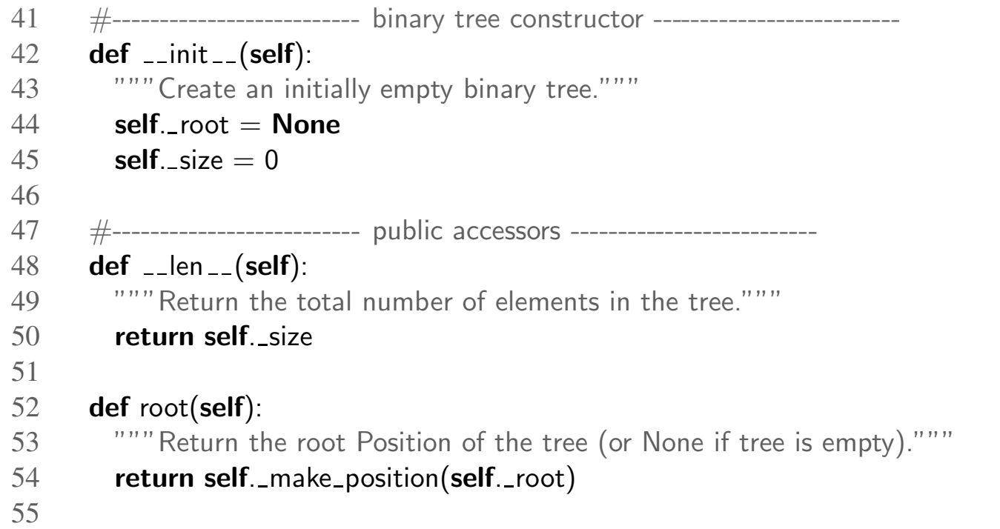 41 #------------------------- binary tree constructor -------------------------
42 def __init__(self):
43 """Create an initially empty binary tree."""
44 self._root = None
45 self._size = 0
46
47 #------------------------- public accessors -------------------------
48 def __len__(self):
49 """Return the total number of elements in the tree."""
50 return self._size
51
52 def root(self):
53 """Return the root Position of the tree (or None if tree is empty)."""
54 return self._make_position(self._root)
55